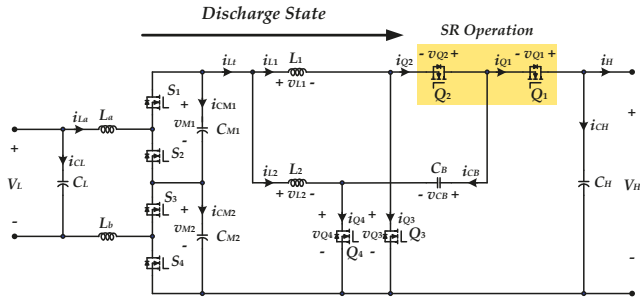 Discharge State
SR Operation
iLt iL1 L1 iQ2 - vQ2 + - vQ1 + iQ1 iH
+ vL1 - Q2 Q1
S1
+ iCM1
vM1 CM1
-
iLa La
S2
+ iCL
VL CL
-
iL2 L2 CB iCB
+ vL2 - - vCB +
iCH +
CH VH
-
S3
+ iCM2
vM2 CM2
-
Lb
S4
+ iQ4 + iQ3
vQ4 vQ3 Q3
- Q4 -